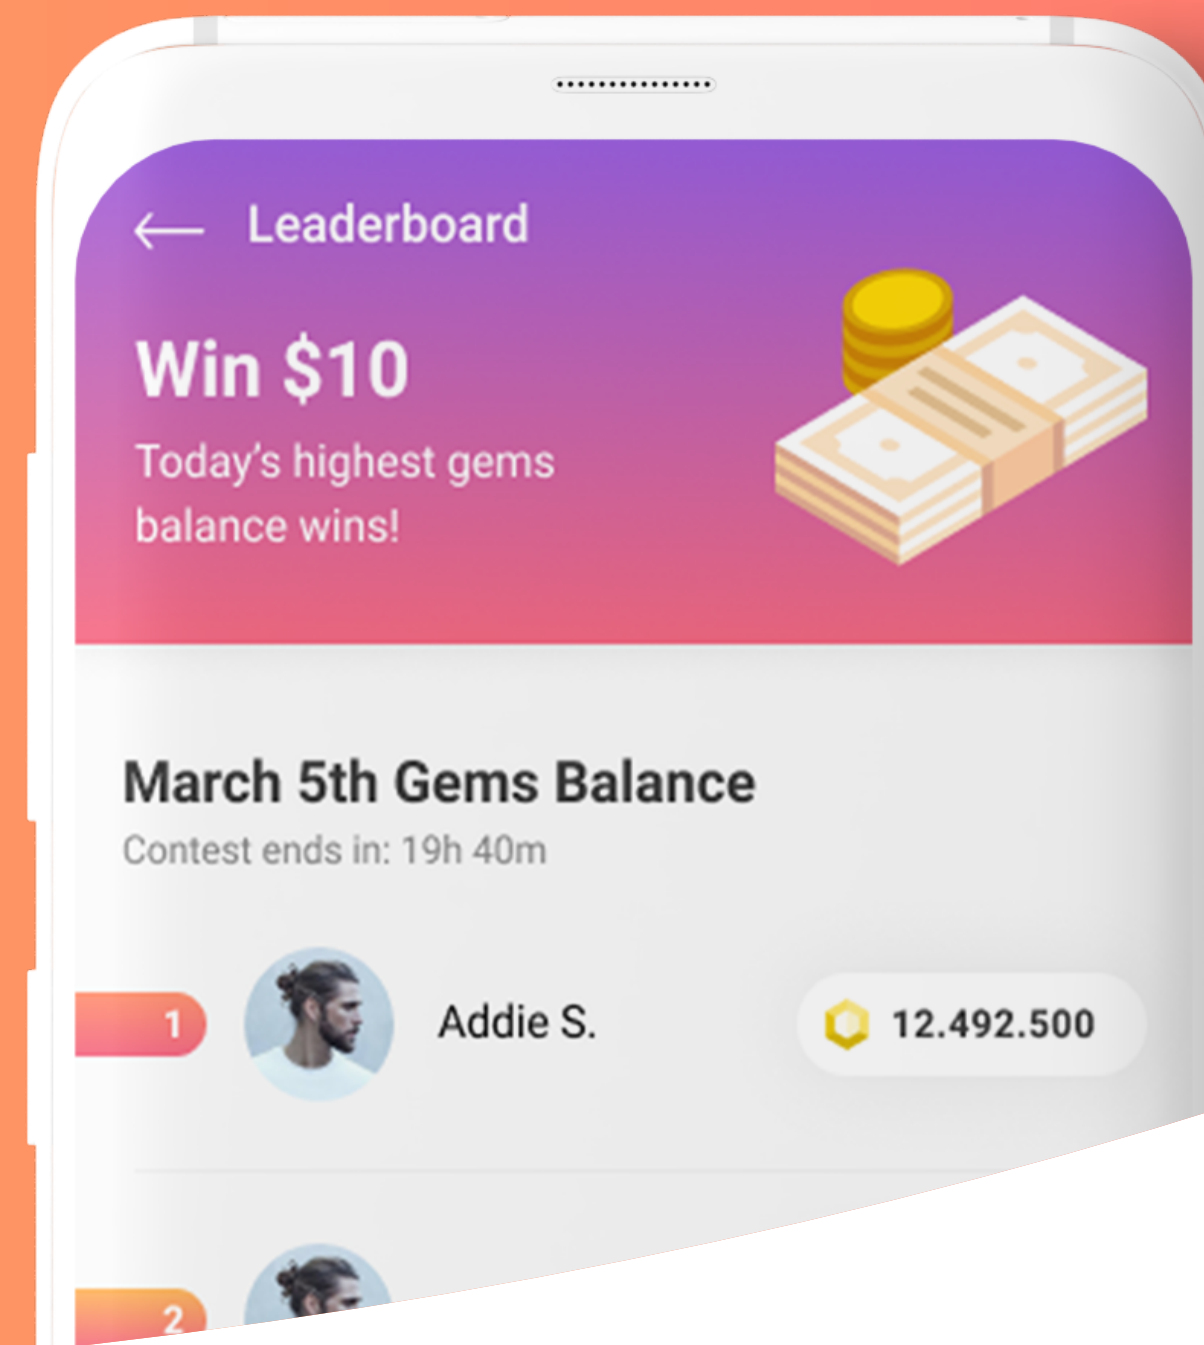 Leaderboard
Win $10
Today's highest gems
balance wins!
March 5th Gems Balance
Contest ends in: 19h 40m
1
Addie S.
12.492.500
2